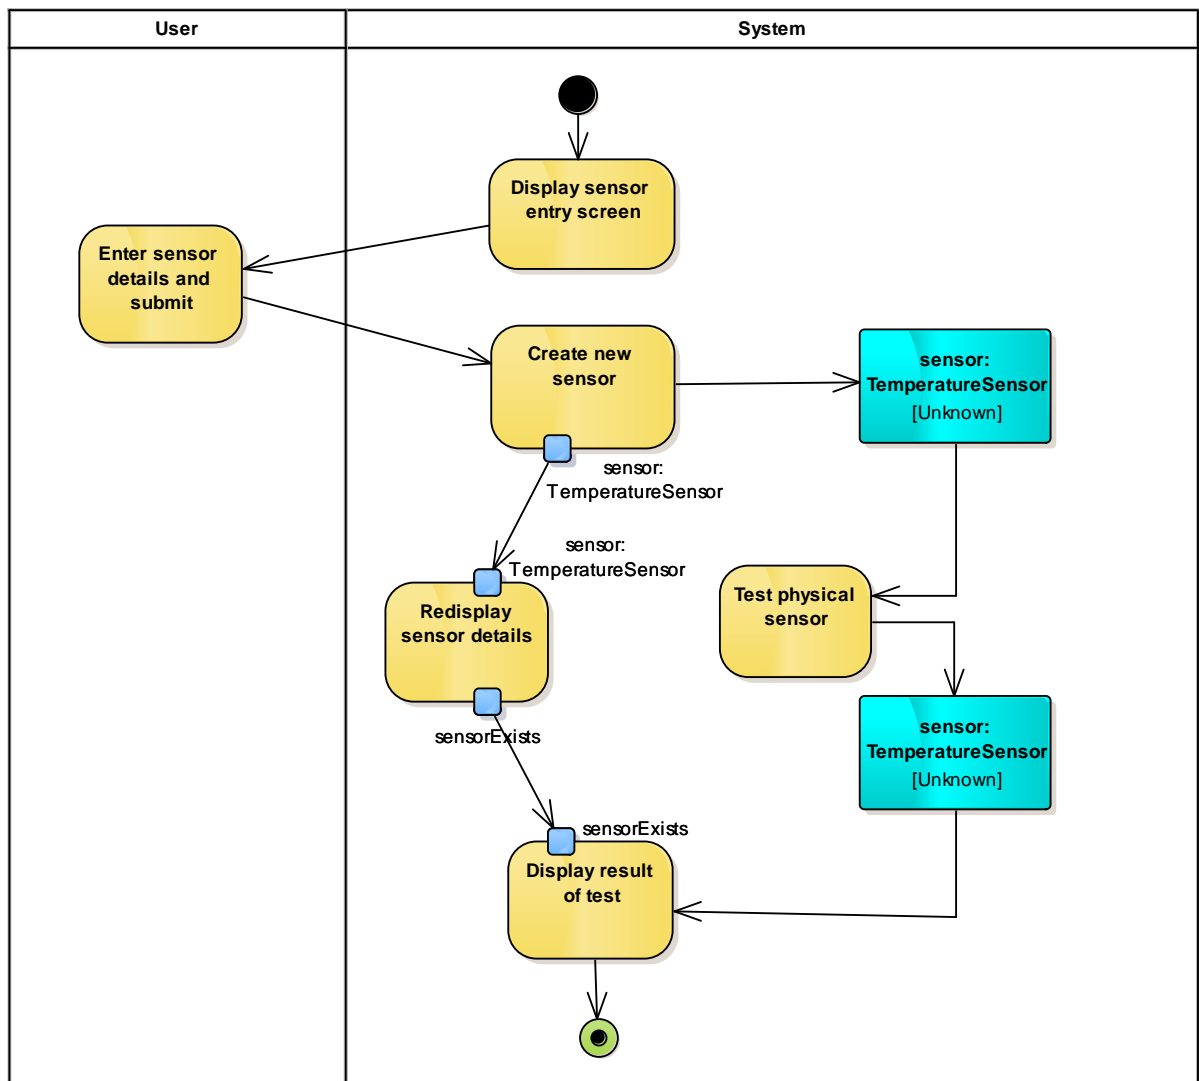 User
System
Display sensor
entry screen
Enter sensor
details and
submit
Create new
sensor
sensor:
TemperatureSensor
[Unknown]
sensor:
TemperatureSensor
sensor:
TemperatureSensor
Redisplay
sensor details
Test physical
sensor
sensorExists
sensor:
TemperatureSensor
[Unknown]
sensorExists
Display result
of test